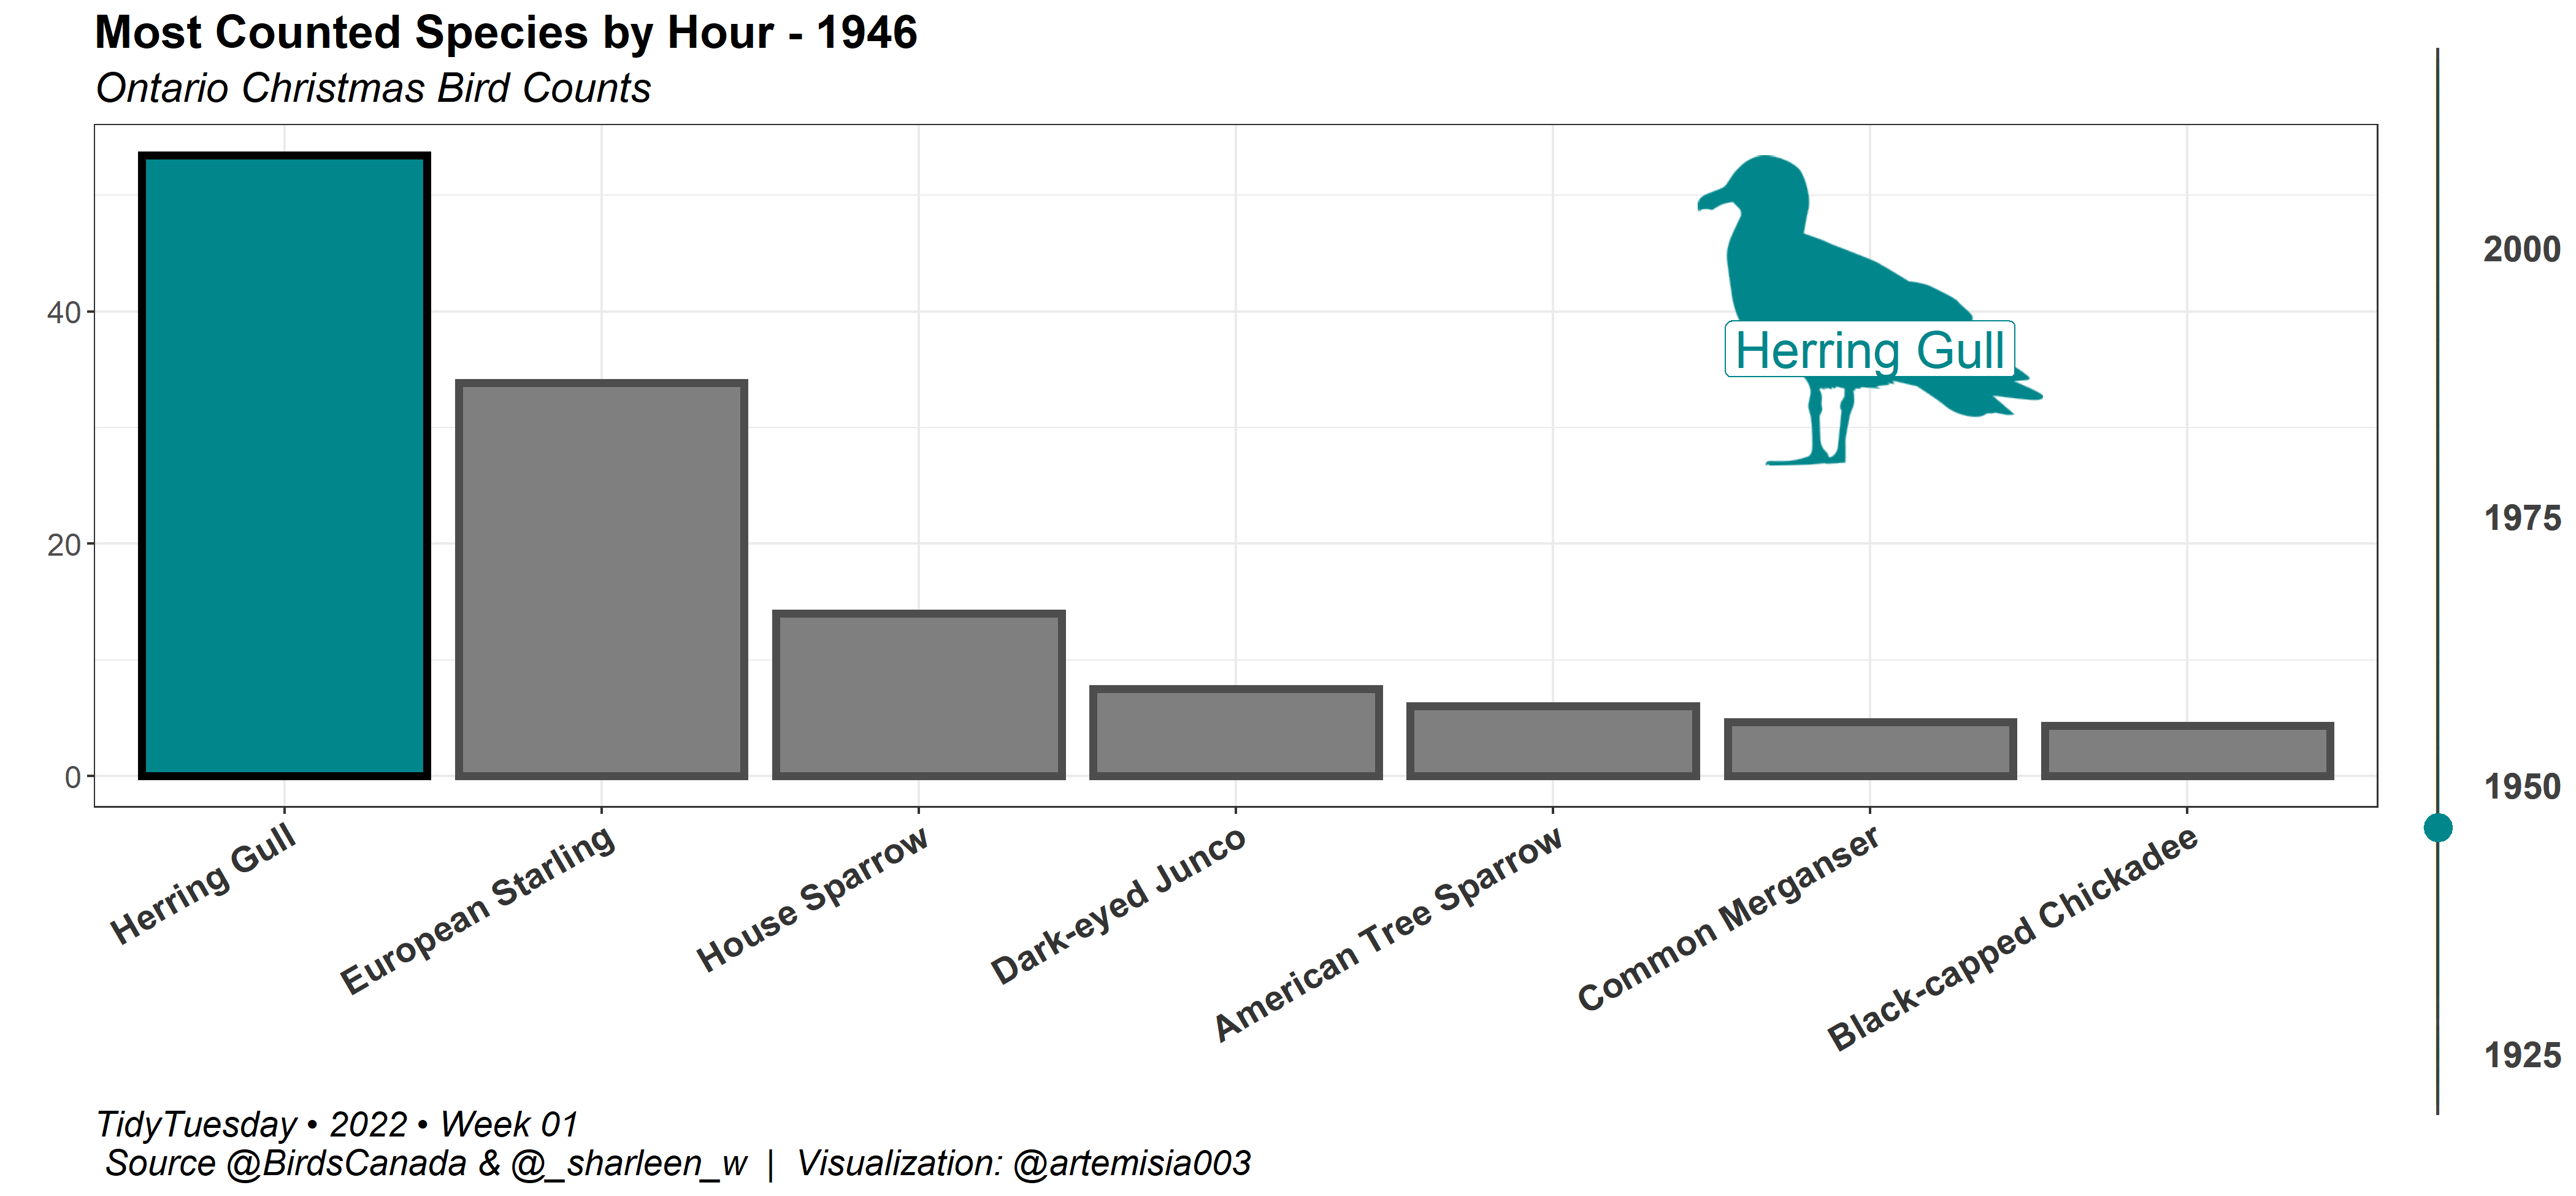 Most Counted Species by Hour - 1946
Ontario Christmas Bird Counts
40
20
0
Herring Gull
2000
1975
1950
1925
Herring Gull
European Starling
House Sparrow
Dark-eyed Junco
American Tree Sparrow
Common Merganser
Black-capped Chickadee
TidyTuesday • 2022 • Week 01
Source @BirdsCanada & @_sharleen_w | Visualization: @artemisia003